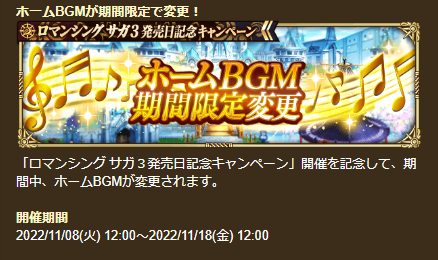 ホームBGMが期間限定で変更！
ロマンシング サガ3 発売日記念キャンペーン
ホームBGM
期間限定変更
「ロマンシング サガ３発売日記念キャンペーン」開催を記念して、期
間中、ホームBGMが変更されます。
開催期間
2022/11/08(火) 12:00～2022/11/18(金) 12:00